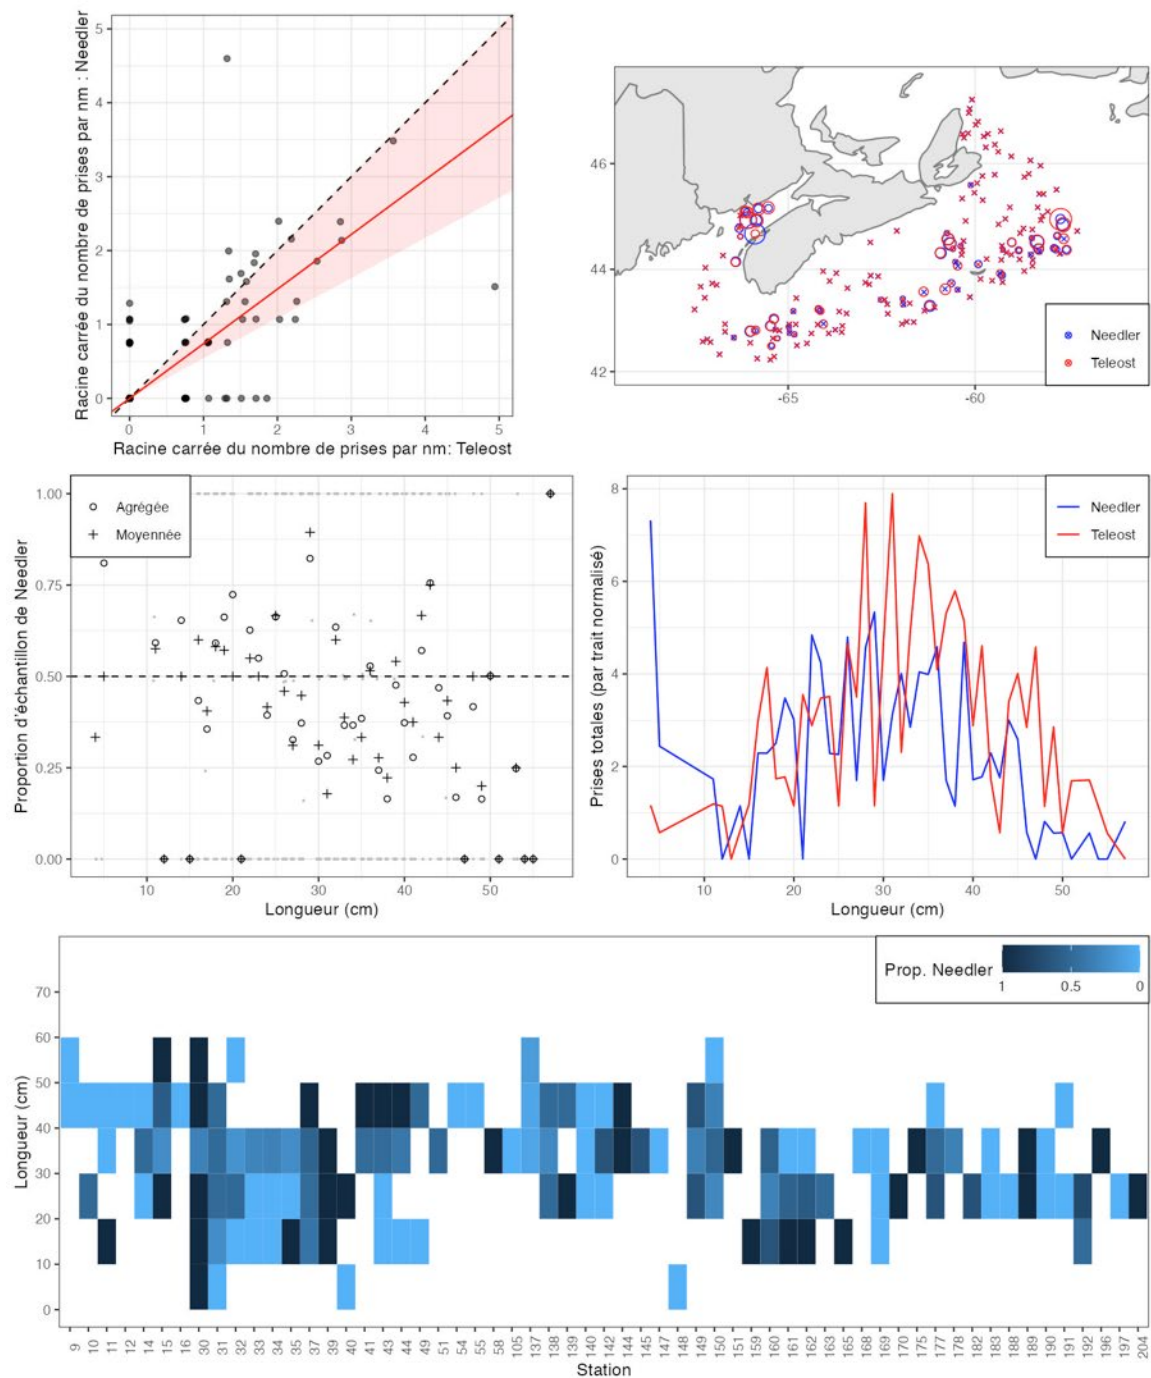 Racine carrée du nombre de prises par nm : Needler
5
4
3
2
1
0
0 1 2 3 4 5
Racine carrée du nombre de prises par nm: Teleost
46
44
42
-65 -60
Needler
Teleost
Proportion d'échantillon de Needler
1.00
0.75
0.50
0.25
0.00
Agrégée
Moyennée
10 20 30 40 50
Longueur (cm)
Prises totales (par trait normalisé)
8
6
4
2
0
Needler
Teleost
10 20 30 40 50
Longueur (cm)
Prop. Needler
1 0.5 0
Longueur (cm)
70
60
50
40
30
20
10
0
9 10 11 12 14 15 16 30 31 32 33 34 35 37 39 40 41 43 44 49 54 55 58 105 137 138 139 140 142 144 145 147 148 149 150 151 159 160 161 162 163 165 168 169 170 175 176 177 178 182 183 188 189 190 191 192 196 197 204
Station